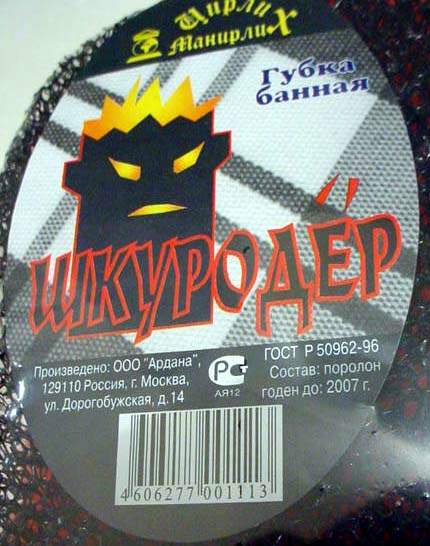 Цирлих
Манирлих
Губка
банная
ШКУРОДЁР
Произведено: ООО "Ардана",
129110 Россия, г. Москва,
ул. Дорогобужская, д.14
РС
АЯ12
ГОСТ Р 50962-96
Состав: поролон
годен до: 2007 г.
4 606277 001113